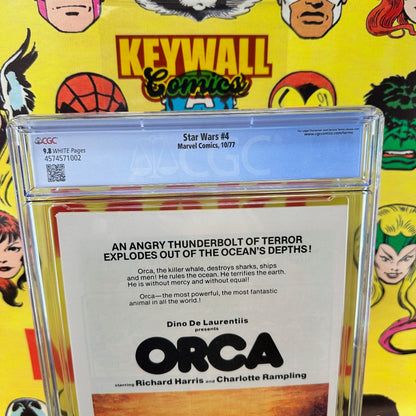 KEYWALL
Comics
CGC
Star Wars #4
9.8 WHITE Pages
Marvel Comics, 10/77
4574571002
CGC
AN ANGRY THUNDERBOLT OF TERROR
EXPLODES OUT OF THE OCEAN'S DEPTHS!
Orca, the killer whale, destroys sharks, ships
and men! He rules the ocean. He terrifies the earth.
He is without mercy and without equal!
Orca—the most powerful, the most fantastic
animal in all the world!
Dino De Laurentiis
presents
ORCA
starring Richard Harris and Charlotte Rampling